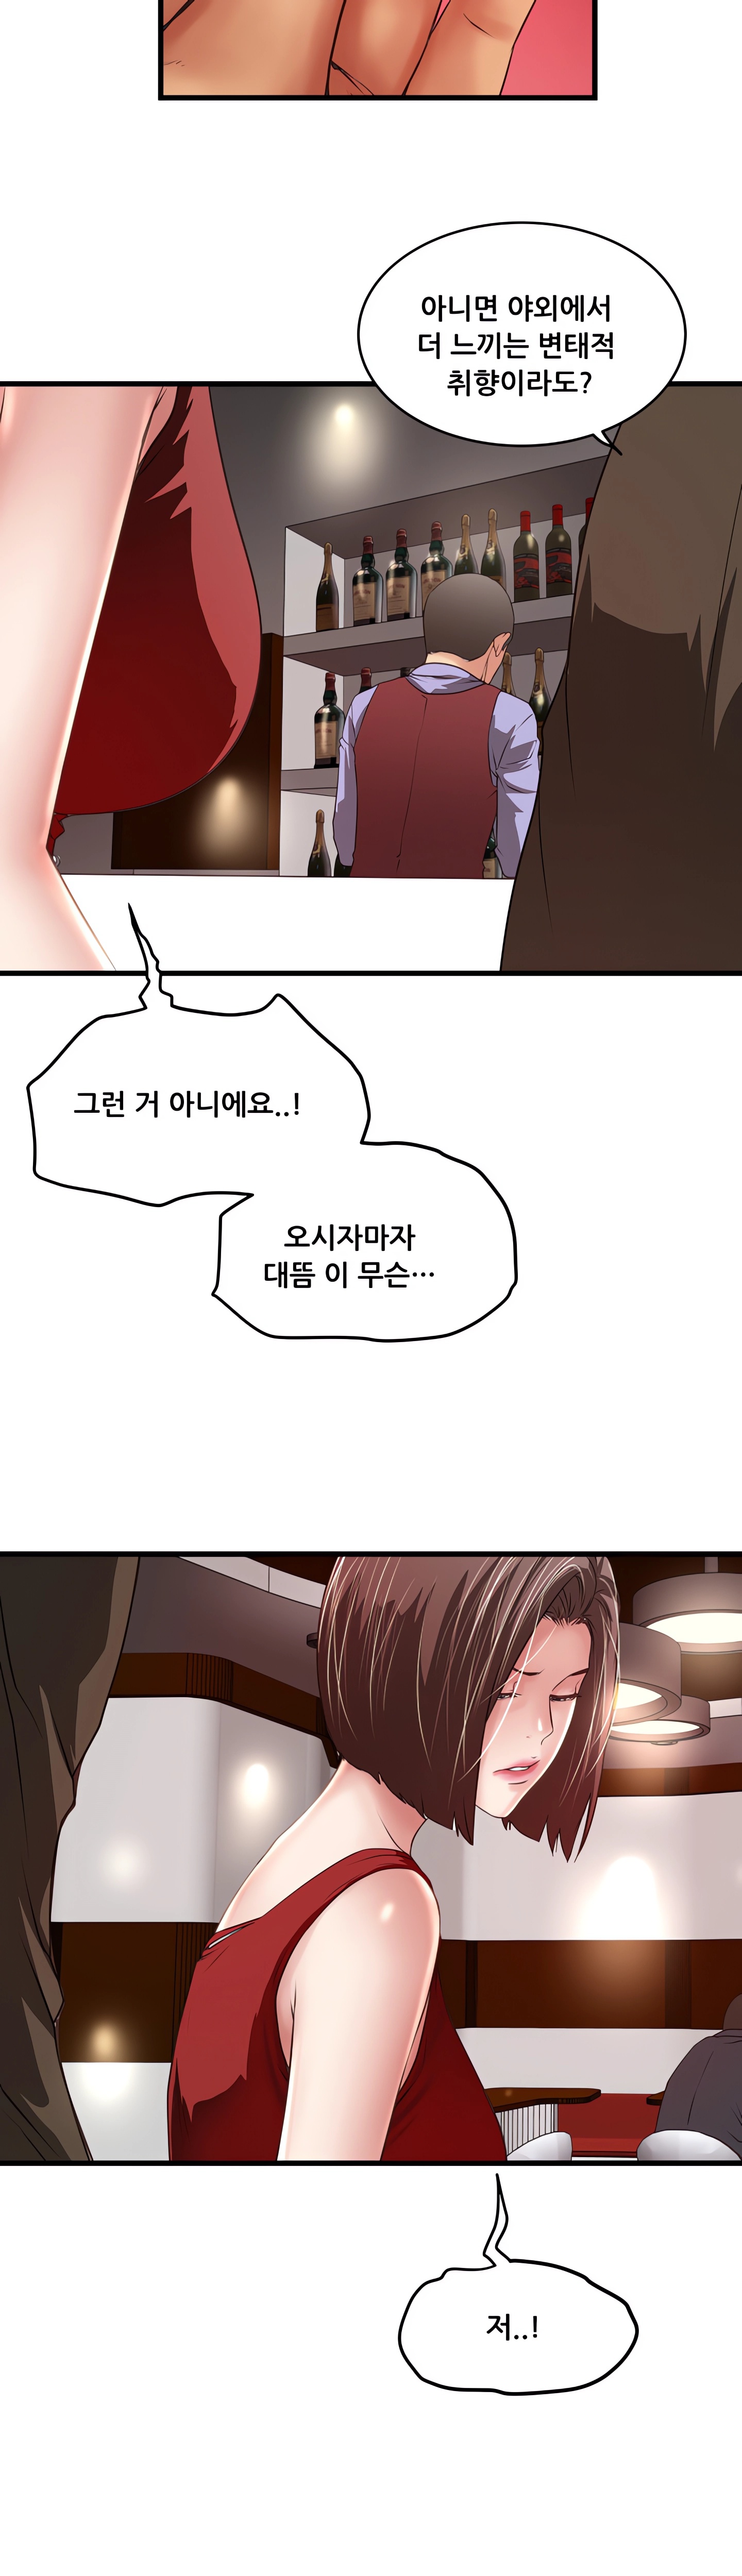 아니면 야외에서
더 느끼는 변태적
취향이라도?
그런 거 아니에요..!
오시자마자
대뜸 이 무슨…
저..!